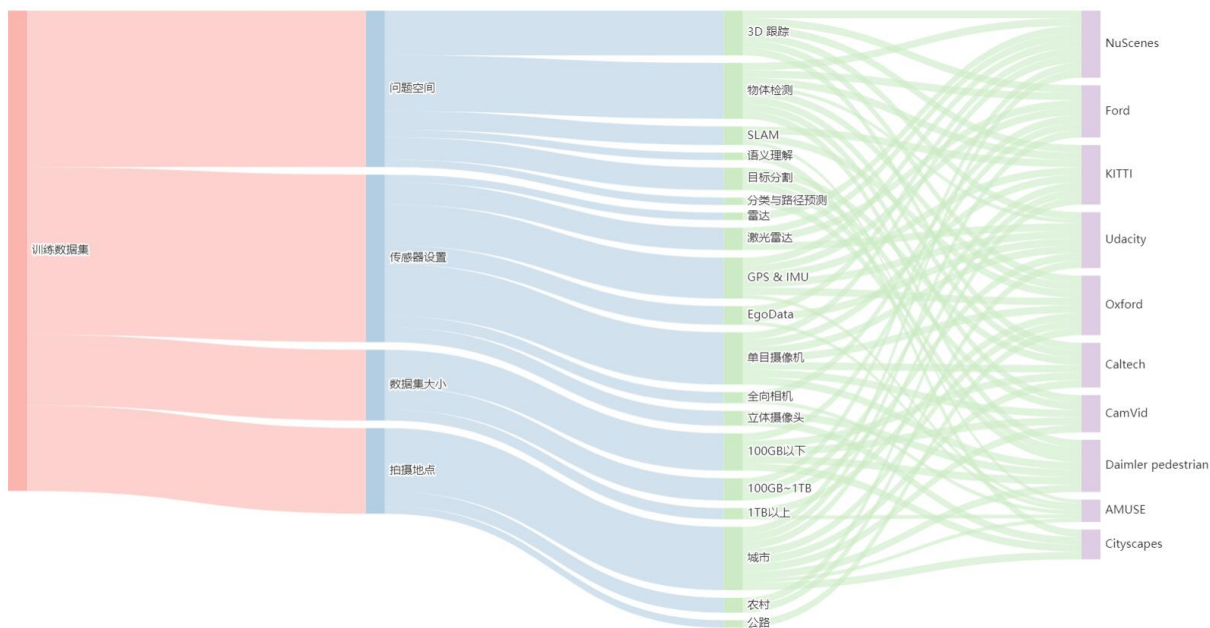 训练数据集
问题空间
传感器设置
数据集大小
拍摄地点
3D 跟踪
物体检测
SLAM
语义理解
目标分割
分类与路径预测
雷达
激光雷达
GPS & IMU
EgoData
单目摄像机
全向相机
立体摄像头
100GB以下
100GB~1TB
1TB以上
城市
农村
公路
NuScenes
Ford
KITTI
Udacity
Oxford
Caltech
CamVid
Daimler pedestrian
AMUSE
Cityscapes